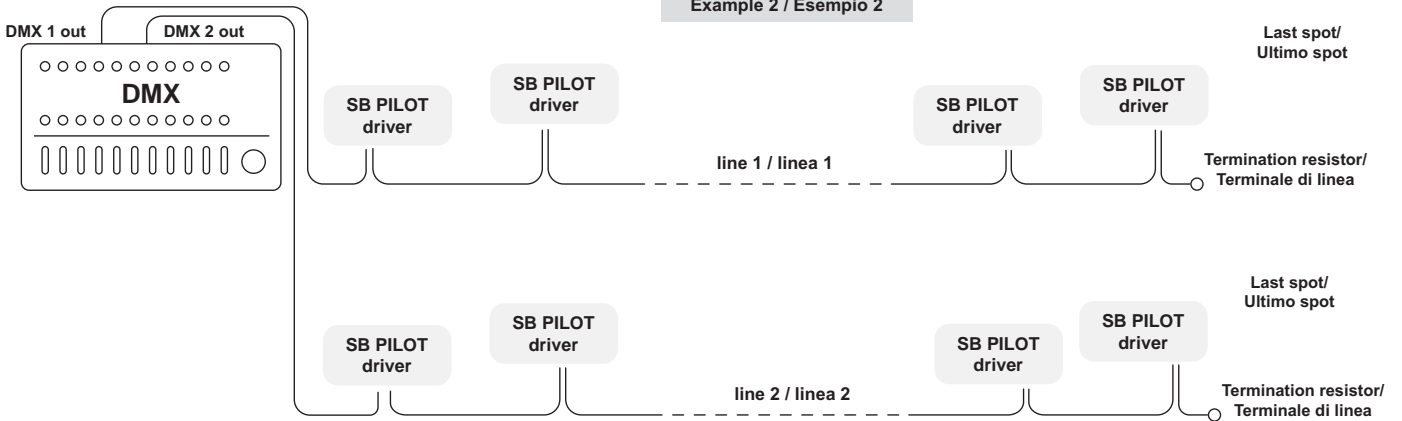 Example 2 / Esempio 2
DMX 1 out
DMX 2 out
DMX
SB PILOT
driver
SB PILOT
driver
SB PILOT
driver
SB PILOT
driver
Last spot/
Ultimo spot
line 1 / linea 1
Termination resistor/
Terminale di linea
SB PILOT
driver
SB PILOT
driver
SB PILOT
driver
SB PILOT
driver
Last spot/
Ultimo spot
line 2 / linea 2
Termination resistor/
Terminale di linea